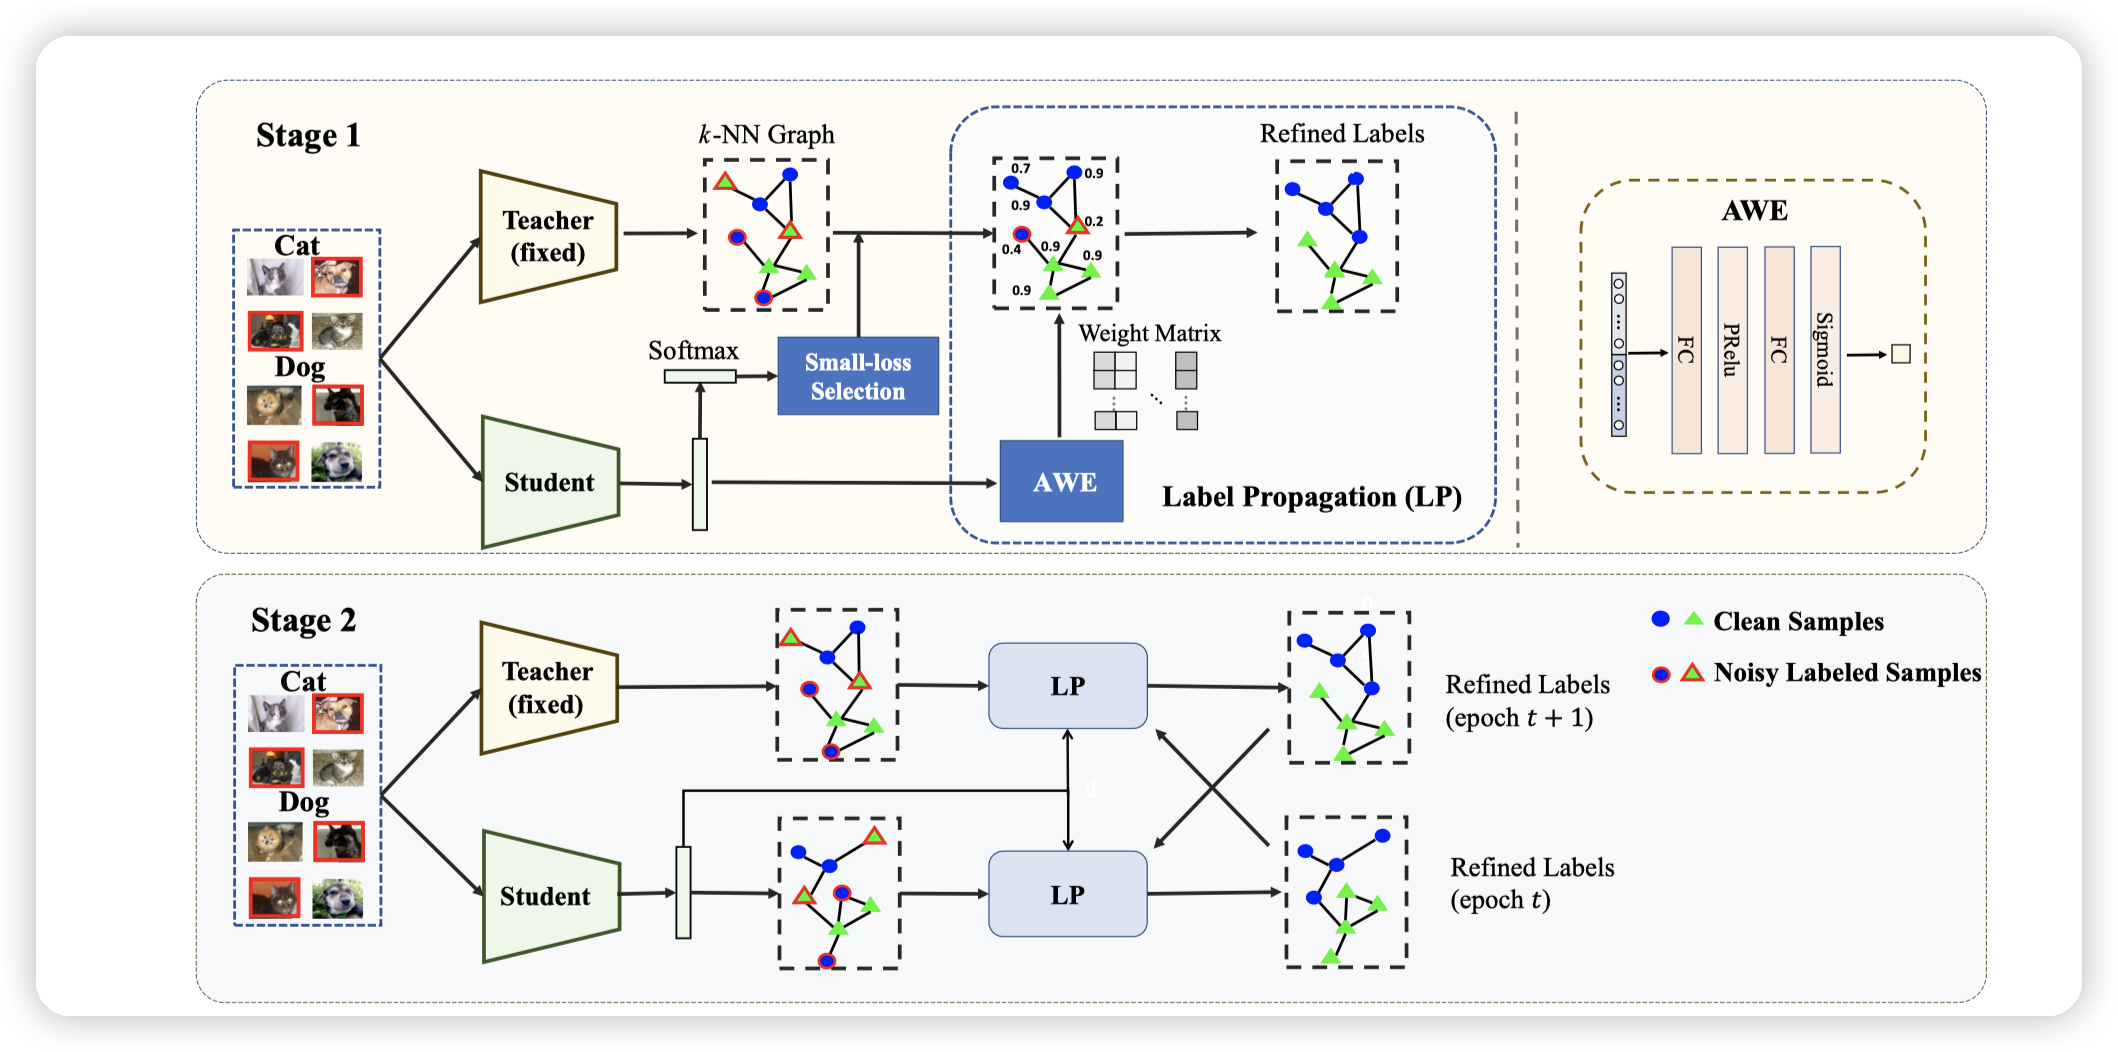 Stage 1
Cat
Dog
Teacher
(fixed)
Student
k-NN Graph
Softmax
Small-loss
Selection
0.7
0.9
0.9
0.2
0.4
0.9
0.9
0.9
Weight Matrix
AWE
Refined Labels
Label Propagation (LP)
AWE
FC
PRelu
FC
Sigmoid
Stage 2
Cat
Dog
Teacher
(fixed)
Student
LP
LP
d
Refined Labels
(epoch t + 1)
Refined Labels
(epoch t)
Clean Samples
Noisy Labeled Samples